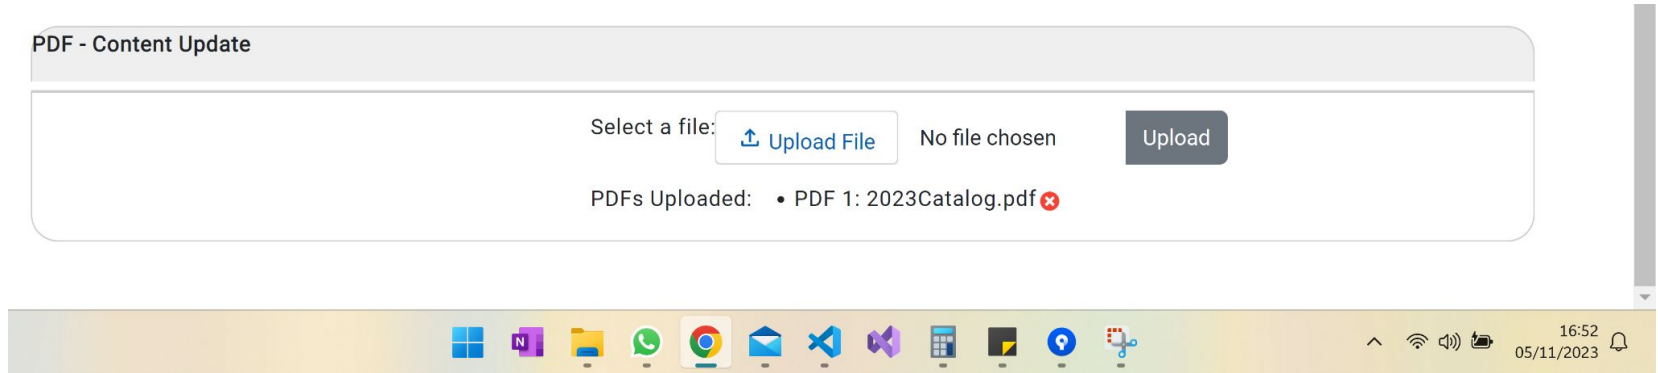 PDF - Content Update
Select a file: Upload File No file chosen Upload
PDFs Uploaded: • PDF 1: 2023Catalog.pdf
N
16:52
05/11/2023